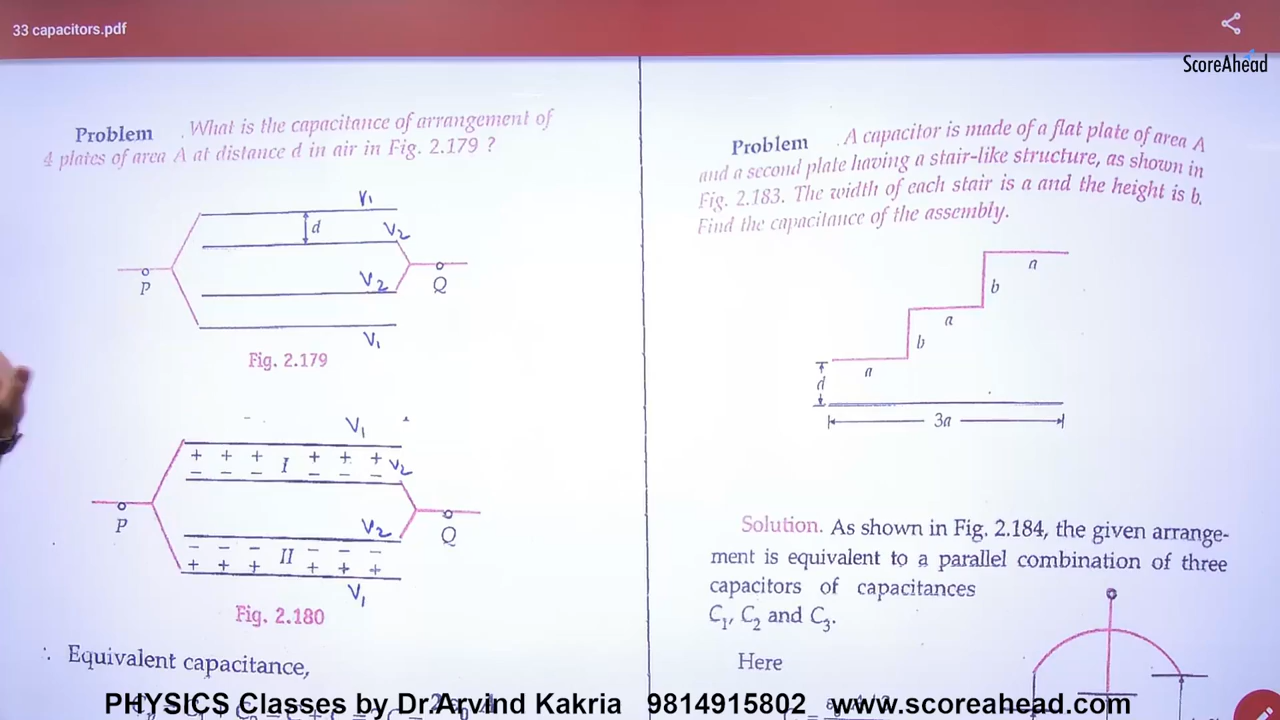 33 capacitors.pdf
ScoreAhead
Problem . What is the capacitance of arrangement of
4 plates of area A at distance d in air in Fig. 2.179 ?
V1
d
V2
P
V2
Q
V1
Fig. 2.179
V1
+ + + I + + + V2
− − − − − −
P
V2
Q
− − − II − − −
+ + + + + +
V1
Fig. 2.180
∴ Equivalent capacitance,
Problem . A capacitor is made of a flat plate of area A
and a second plate having a stair-like structure, as shown in
Fig. 2.183. The width of each stair is a and the height is b.
Find the capacitance of the assembly.
a
b
a
b
a
d
3a
Solution. As shown in Fig. 2.184, the given arrange-
ment is equivalent to a parallel combination of three
capacitors of capacitances
C1, C2 and C3.
Here
PHYSICS Classes by Dr.Arvind Kakria 9814915802 www.scoreahead.com